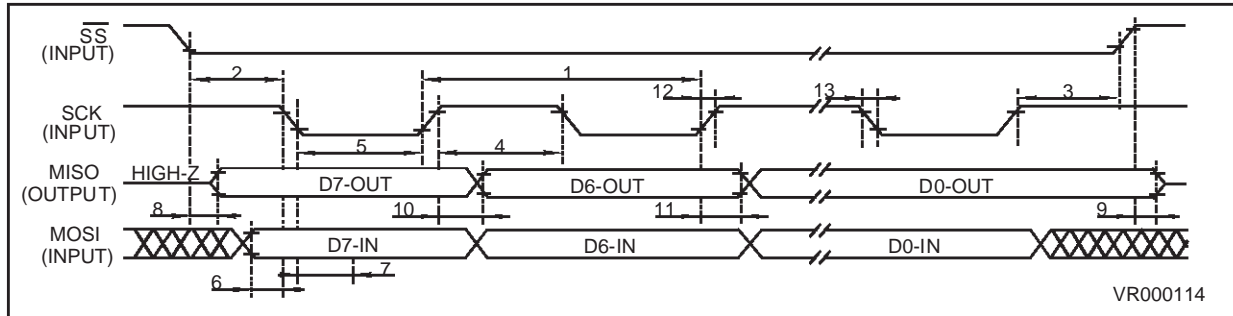 SS
(INPUT)
2
1
12
13
3
SCK
(INPUT)
5
4
MISO
(OUTPUT)
HIGH-Z
D7-OUT
D6-OUT
D0-OUT
8
10
11
9
MOSI
(INPUT)
D7-IN
D6-IN
D0-IN
7
6
VR000114